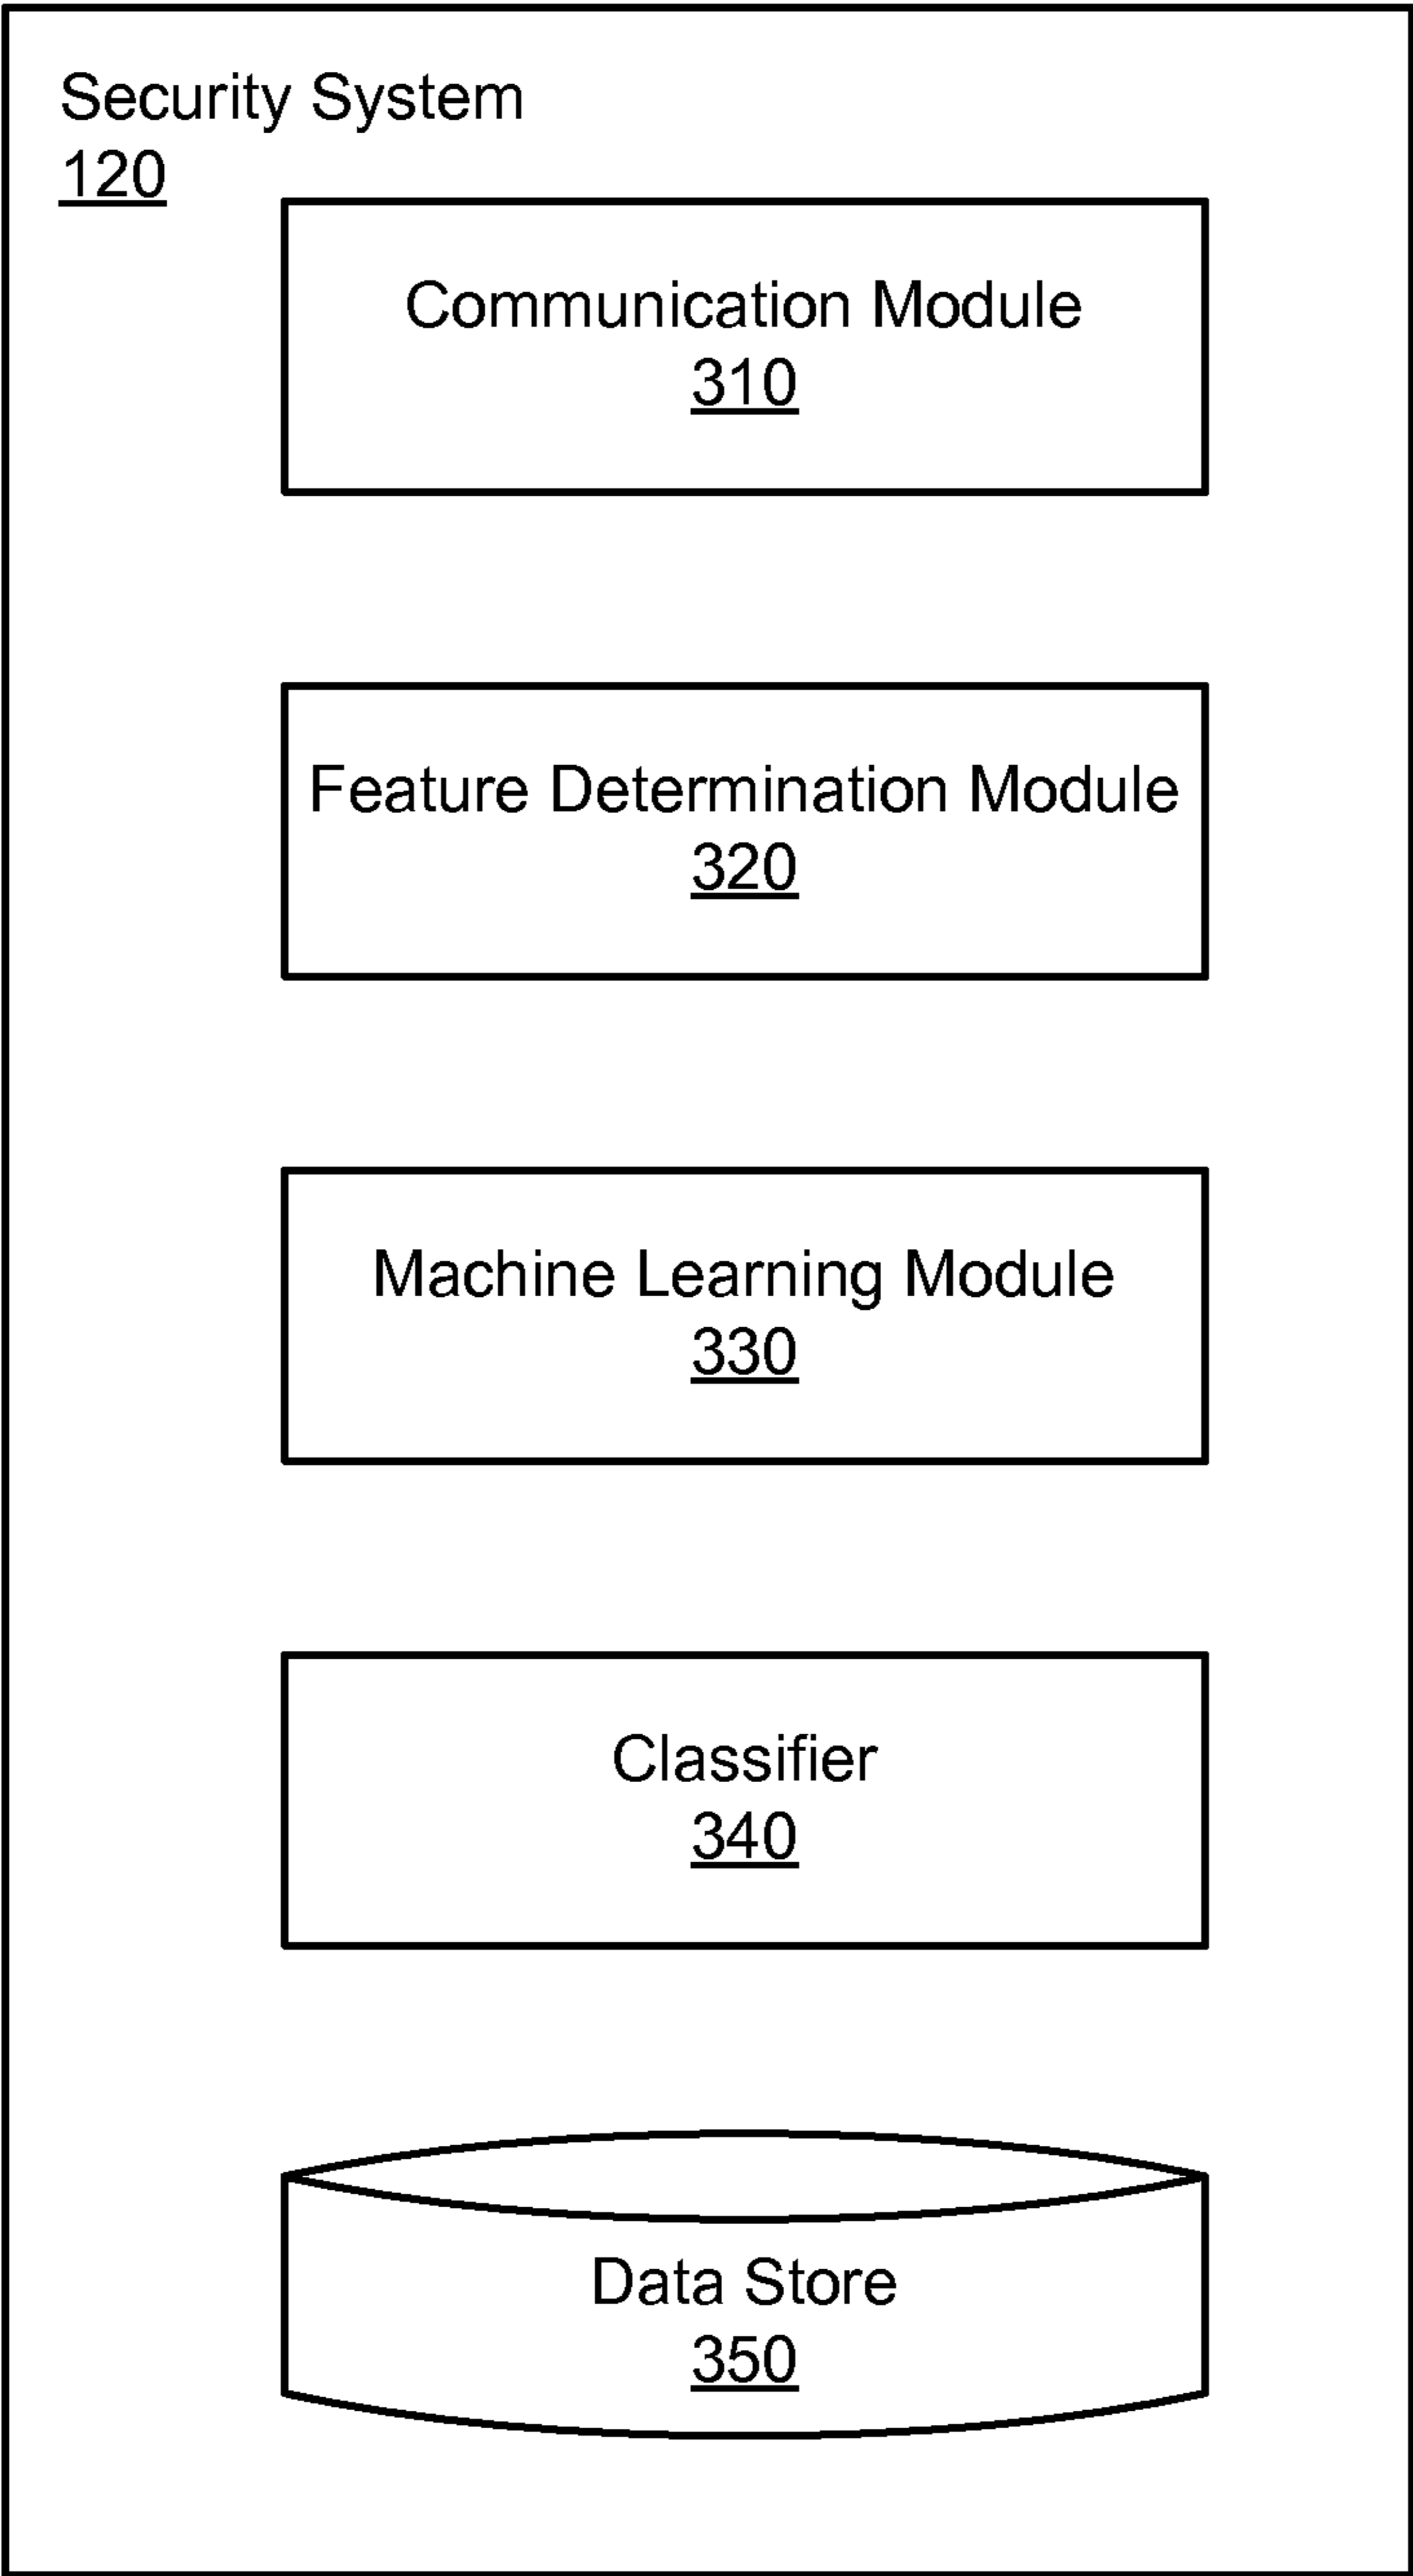 Security System
120
Communication Module
310
Feature Determination Module
320
Machine Learning Module
330
Classifier
340
Data Store
350